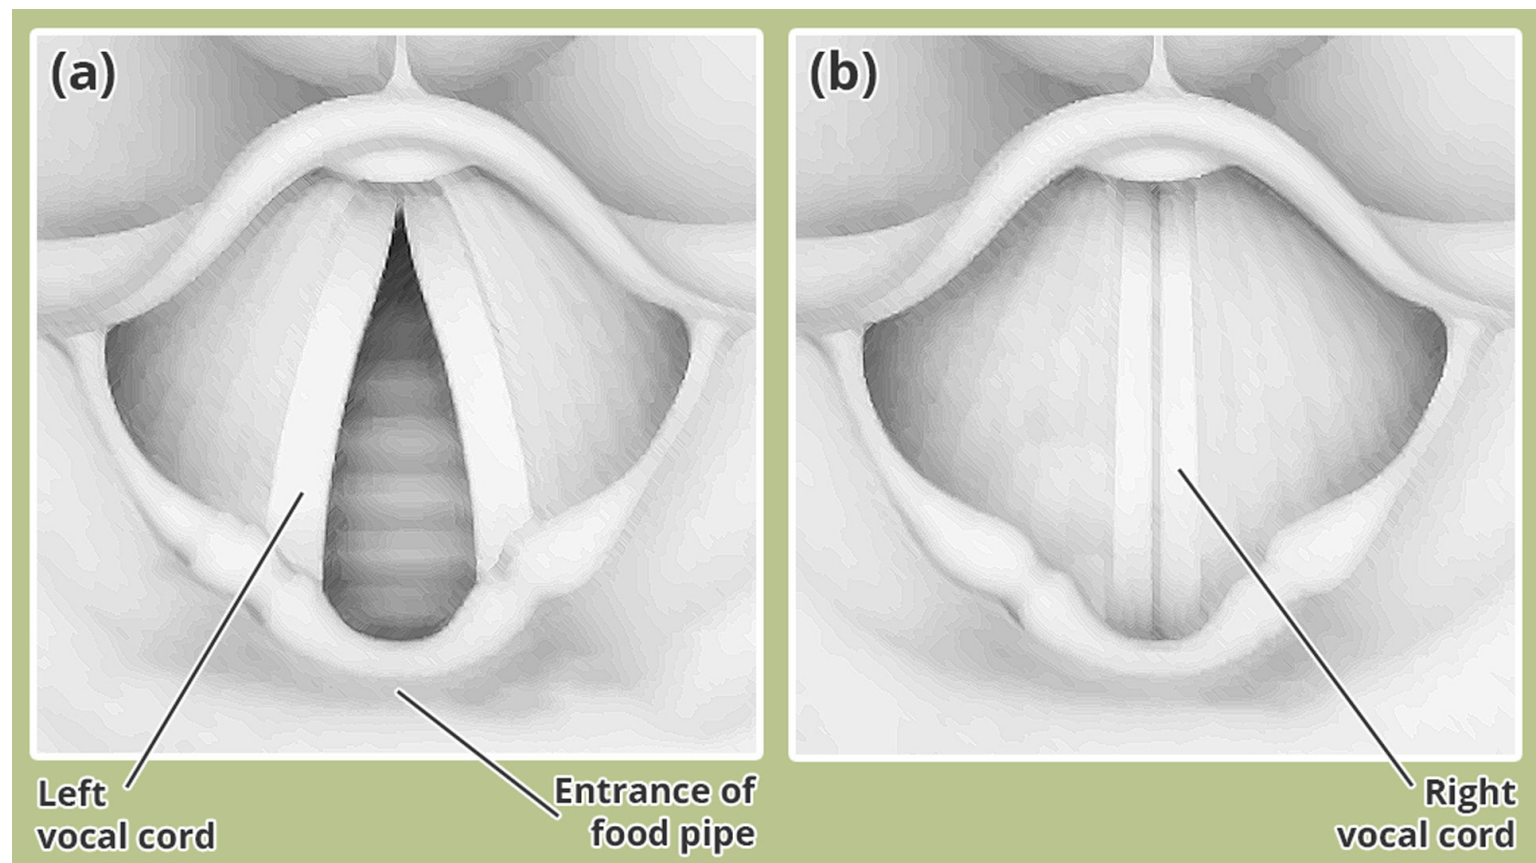 (a)
(b)
Left
vocal cord
Entrance of
food pipe
Right
vocal cord